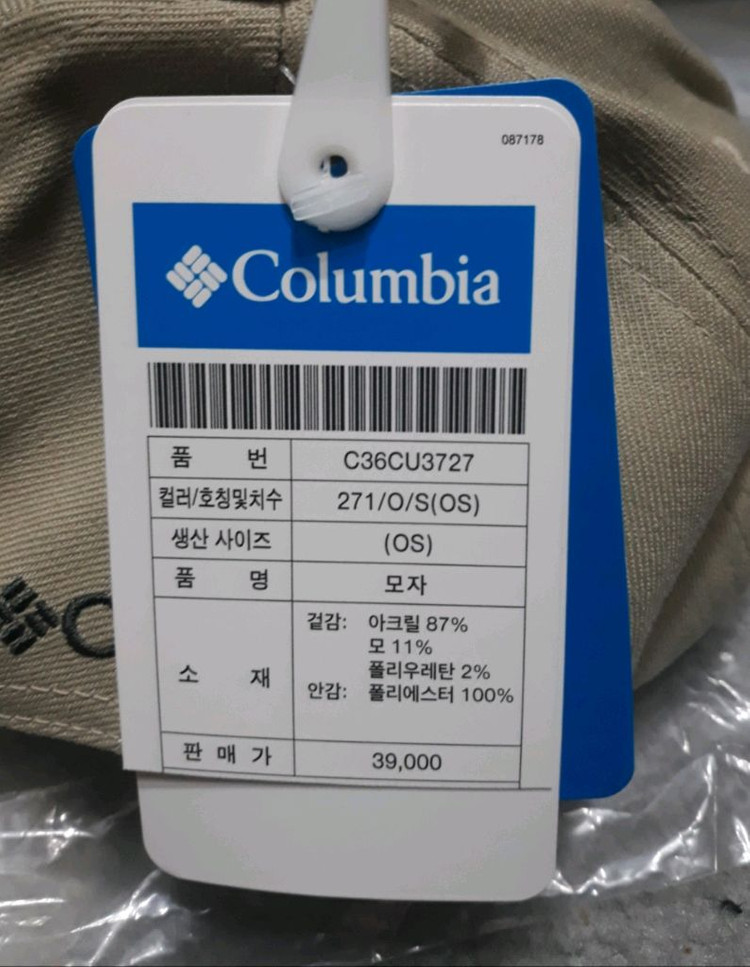 087178
Columbia
품 번 C36CU3727
컬러/호칭및치수 271/O/S(OS)
생산 사이즈 (OS)
품 명 모자
소 재 겉감: 아크릴 87%
모 11%
폴리우레탄 2%
안감: 폴리에스터 100%
판 매 가 39,000